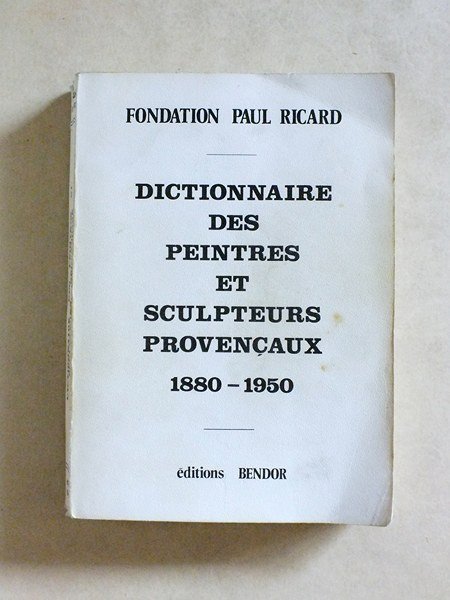 FONDATION PAUL RICARD
DICTIONNAIRE
DES
PEINTRES
ET
SCULPTEURS
PROVENÇAUX
1880 – 1950
éditions BENDOR